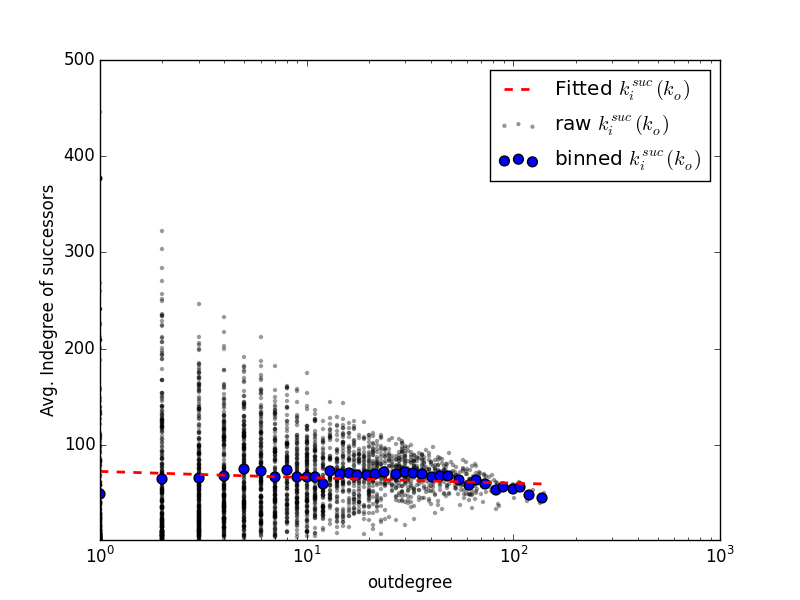 500
400
300
200
100
Avg. Indegree of successors
10^0 10^1 10^2 10^3
outdegree
Fitted k_i^{suc}(k_o)
raw k_i^{suc}(k_o)
binned k_i^{suc}(k_o)